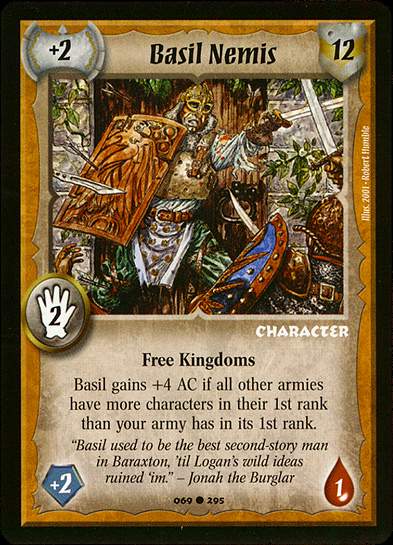 +2
Basil Nemis
12
Illus. 2001 • Robert Humble
2
CHARACTER
Free Kingdoms
Basil gains +4 AC if all other armies
have more characters in their 1st rank
than your army has in its 1st rank.
“Basil used to be the best second-story man
in Baraxton, ’til Logan’s wild ideas
ruined ’im.” – Jonah the Burglar
+2
069 ● 295
1